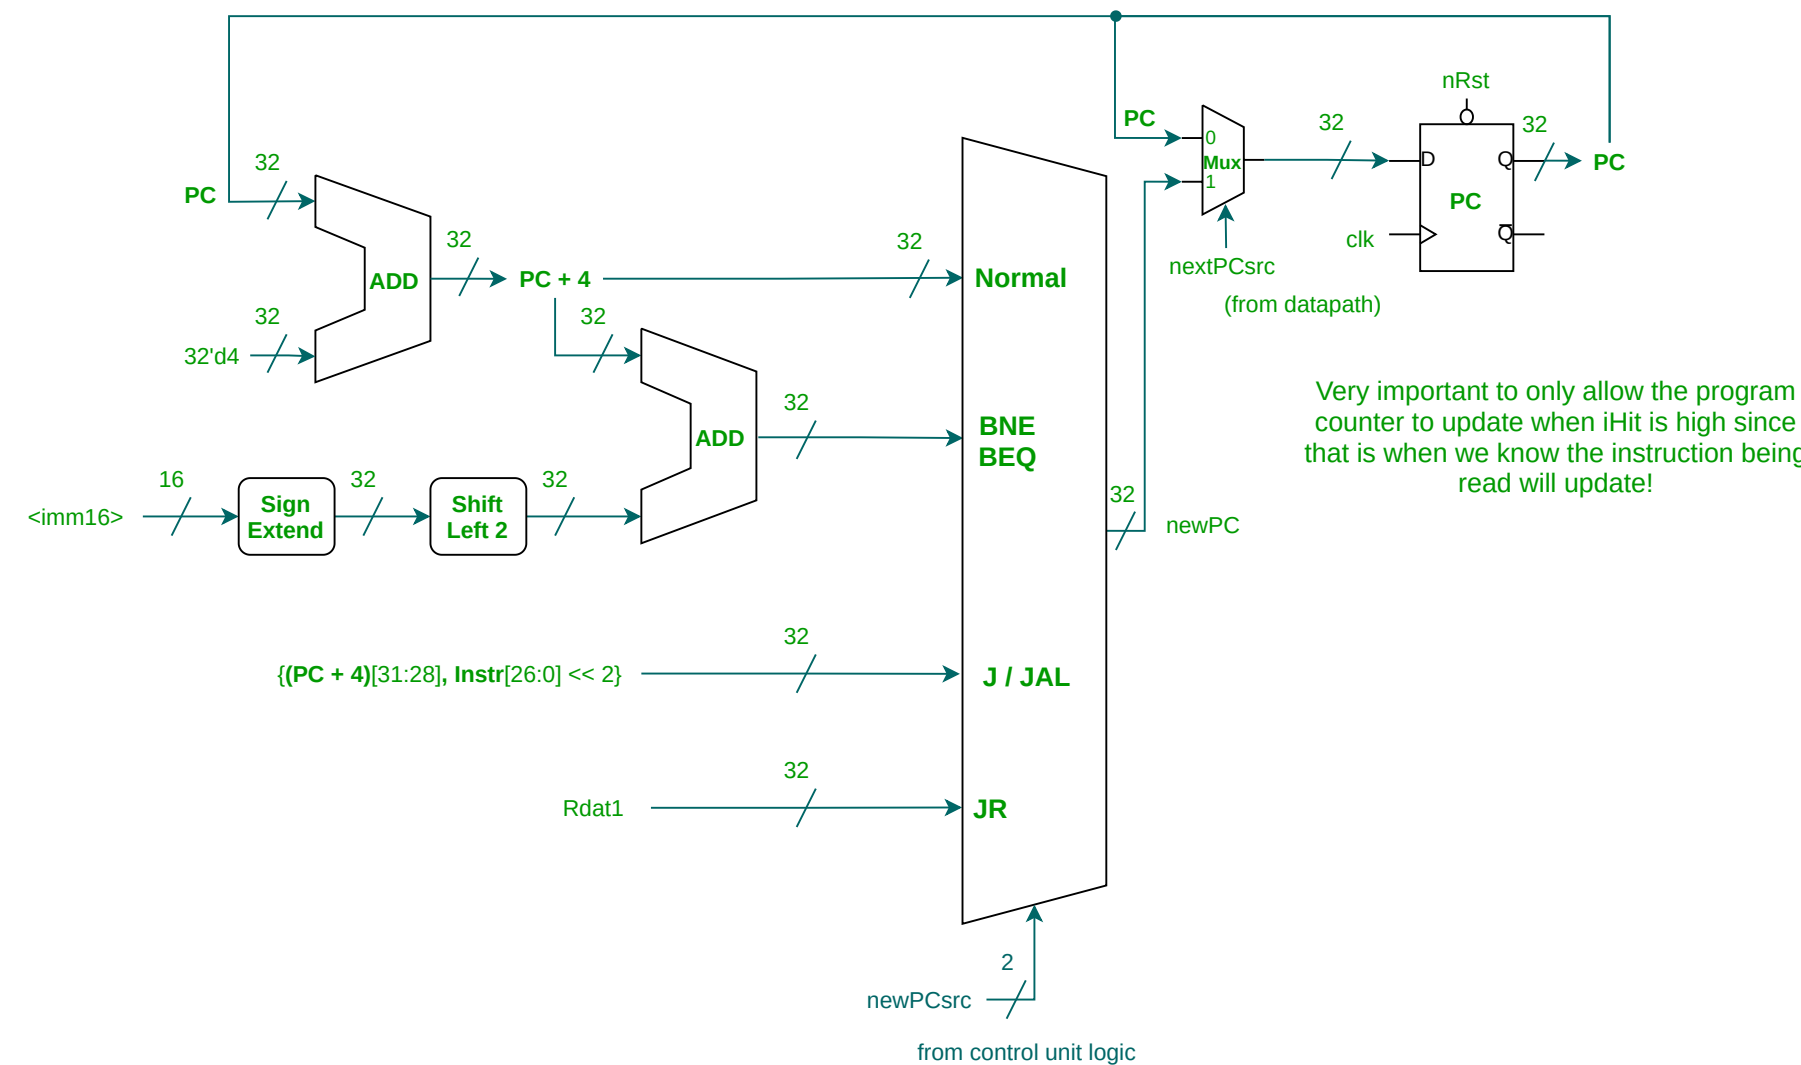 nRst
PC
32
32
32
0
D
Q
PC
Mux
PC
1
PC
PC
32
32
clk
Q
ADD
PC + 4
Normal
nextPCsrc
(from datapath)
32
32
32'd4
32
Very important to only allow the program
counter to update when iHit is high since
that is when we know the instruction being
read will update!
BNE
BEQ
ADD
16
32
32
32
<imm16>
Sign
Extend
Shift
Left 2
newPC
32
{(PC + 4)[31:28], Instr[26:0] << 2}
J / JAL
32
Rdat1
JR
2
newPCsrc
from control unit logic